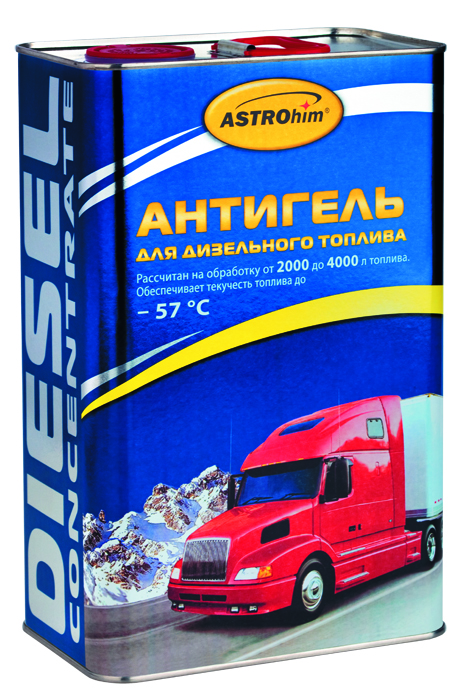 ASTROhim®
АНТИГЕЛЬ
ДЛЯ ДИЗЕЛЬНОГО ТОПЛИВА
Рассчитан на обработку от 2000 до 4000 л топлива.
Обеспечивает текучесть топлива до
– 57 °C
DIESEL
CONCENTRATE